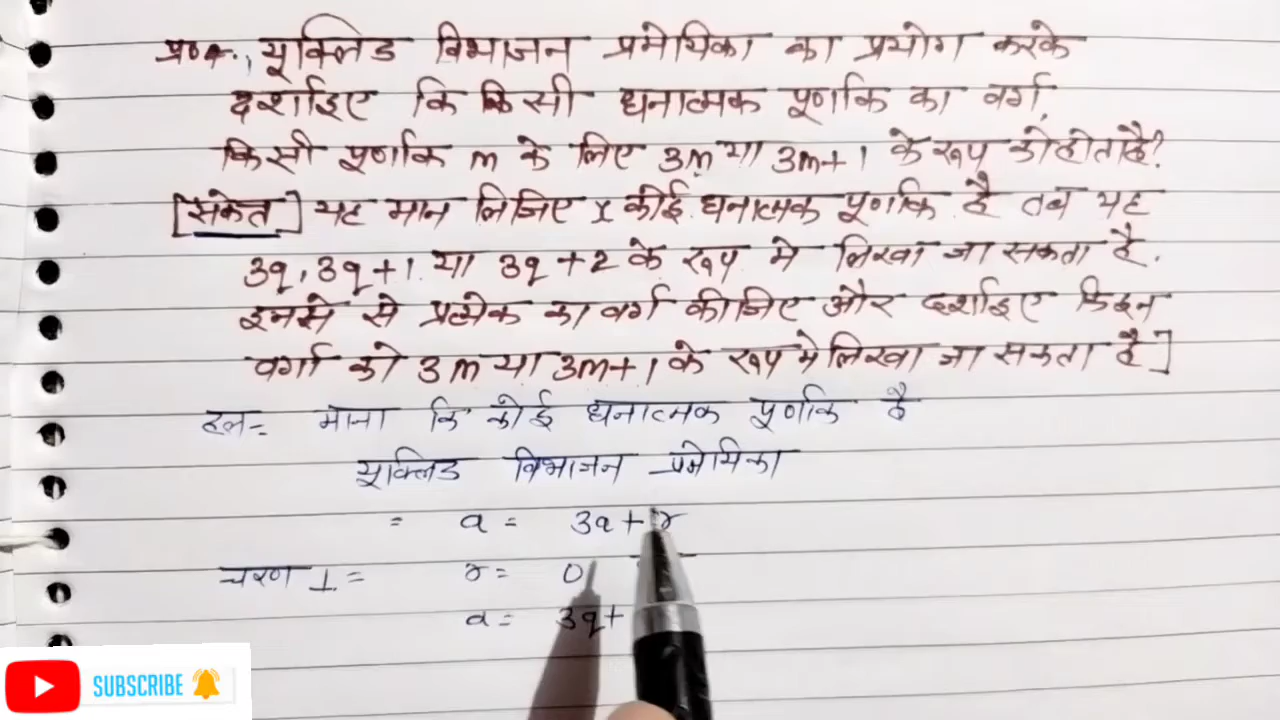 प्र०4., यूक्लिड विभाजन प्रमेयिका का प्रयोग करके
दर्शाइए कि किसी धनात्मक पूर्णांक का वर्ग,
किसी पूर्णांक m के लिए 3m या 3m+1 के रूप को होता है?
[संकेत] यह मान लिजिए x कोई धनात्मक पूर्णांक है तब यह
3q, 3q+1 या 3q+2 के रूप मे लिखा जा सकता है.
इनमे से प्रत्येक का वर्ग कीजिए और दर्शाइए कि इन
वर्गों को 3m या 3m+1 के रूप मे लिखा जा सकता है]
हल= माना कि कोई धनात्मक पूर्णांक है
यूक्लिड विभाजन प्रमेयिका
= a = 3q+r
चरण 1= r= 0
a= 3q+
SUBSCRIBE